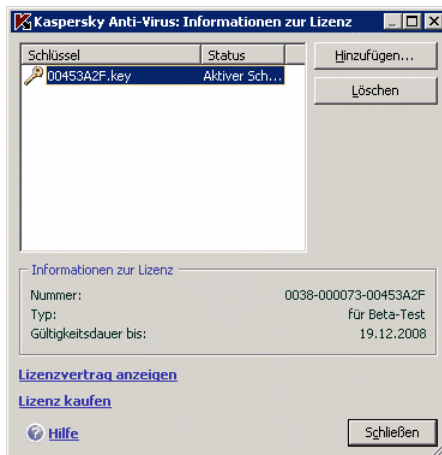 Kaspersky Anti-Virus: Informationen zur Lizenz
Schlüssel Status
00453A2F.key Aktiver Sch...
Hinzufügen...
Löschen
Informationen zur Lizenz
Nummer: 0038-000073-00453A2F
Typ: für Beta-Test
Gültigkeitsdauer bis: 19.12.2008
Lizenzvertrag anzeigen
Lizenz kaufen
Hilfe
Schließen